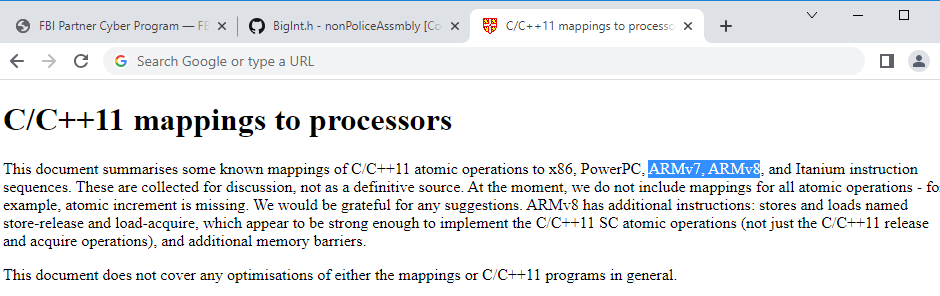 FBI Partner Cyber Program — FB
BigInt.h - nonPoliceAssmbly [Co
C/C++11 mappings to processo
Search Google or type a URL
C/C++11 mappings to processors
This document summarises some known mappings of C/C++11 atomic operations to x86, PowerPC, ARMv7, ARMv8, and Itanium instruction
sequences. These are collected for discussion, not as a definitive source. At the moment, we do not include mappings for all atomic operations - fo
example, atomic increment is missing. We would be grateful for any suggestions. ARMv8 has additional instructions: stores and loads named
store-release and load-acquire, which appear to be strong enough to implement the C/C++11 SC atomic operations (not just the C/C++11 release
and acquire operations), and additional memory barriers.
This document does not cover any optimisations of either the mappings or C/C++11 programs in general.